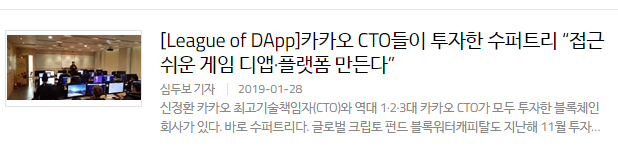 [League of DApp]카카오 CTO들이 투자한 수퍼트리 “접근
쉬운 게임 디앱·플랫폼 만든다”
심두보 기자 | 2019-01-28
신정환 카카오 최고기술책임자(CTO)와 역대 1·2·3대 카카오 CTO가 모두 투자한 블록체인
회사가 있다. 바로 수퍼트리다. 글로벌 크립토 펀드 블록워터캐피탈도 지난해 11월 투자...